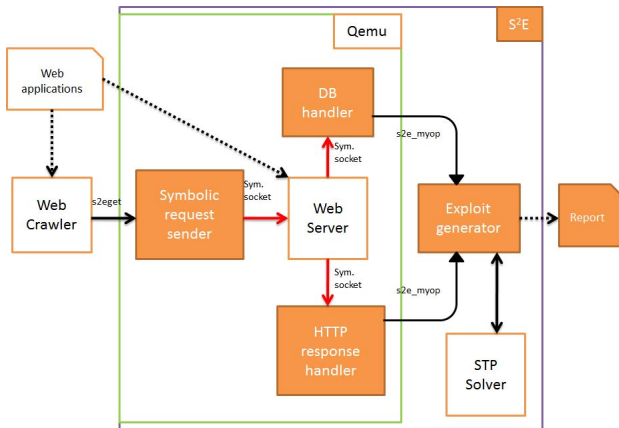 Qemu
S²E
Web
applications
DB
handler
s2e_myop
Sym.
socket
Web
Crawler
s2eget
Symbolic
request
sender
Sym.
socket
Web
Server
Exploit
generator
Report
Sym.
socket
s2e_myop
HTTP
response
handler
STP
Solver